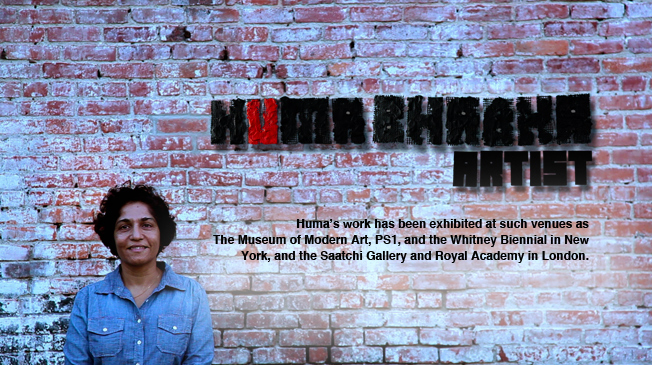 HUMA BHABHA
ARTIST
Huma's work has been exhibited at such venues as
The Museum of Modern Art, PS1, and the Whitney Biennial in New
York, and the Saatchi Gallery and Royal Academy in London.